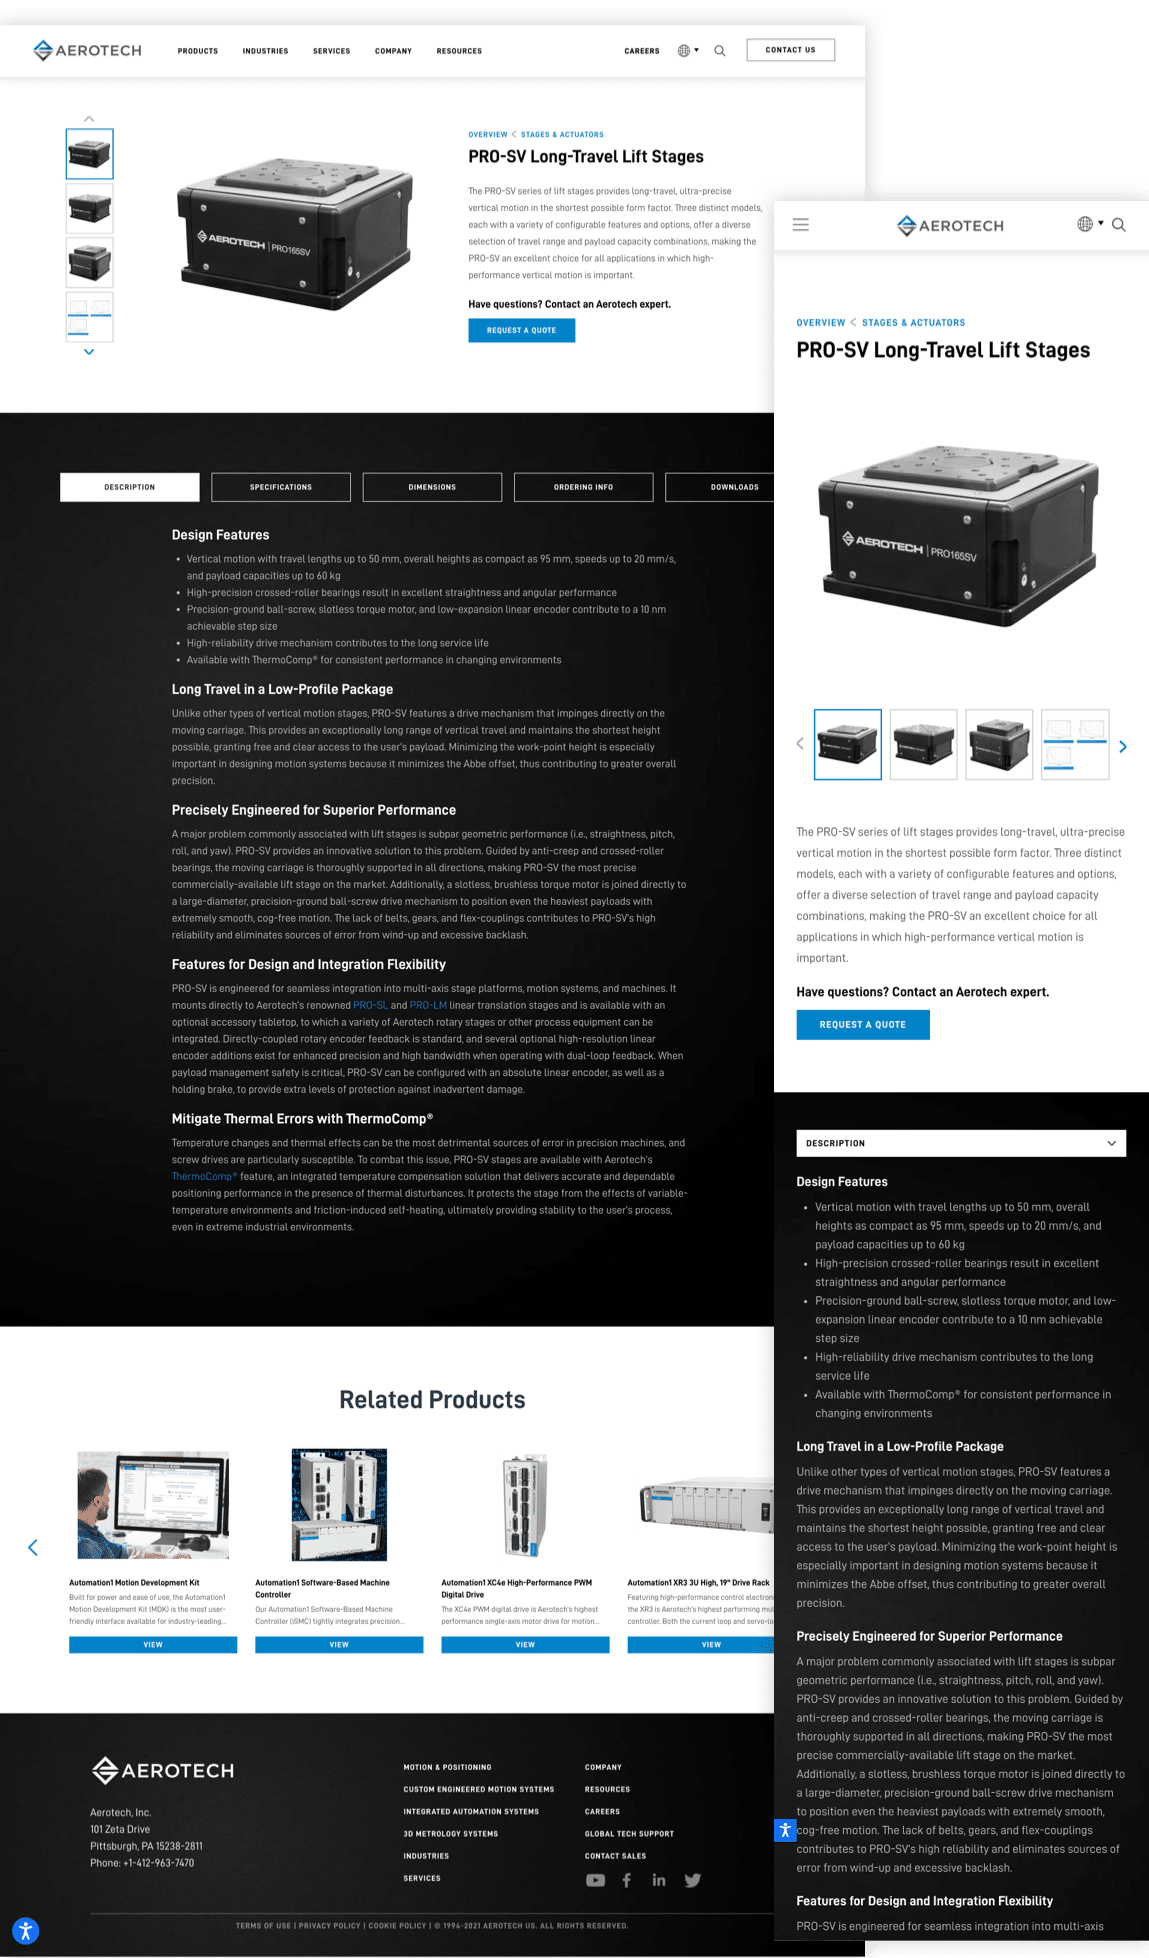 AEROTECH
PRODUCTS
INDUSTRIES
SERVICES
COMPANY
RESOURCES
CAREERS
CONTACT US
OVERVIEW < STAGES & ACTUATORS
PRO-SV Long-Travel Lift Stages
The PRO-SV series of lift stages provides long-travel, ultra-precise
vertical motion in the shortest possible form factor. Three distinct models,
each with a variety of configurable features and options, offer a diverse
selection of travel range and payload capacity combinations, making the
PRO-SV an excellent choice for all applications in which high-
performance vertical motion is important.
Have questions? Contact an Aerotech expert.
REQUEST A QUOTE
AEROTECH | PRO165SV
DESCRIPTION
SPECIFICATIONS
DIMENSIONS
ORDERING INFO
DOWNLOADS
Design Features
• Vertical motion with travel lengths up to 50 mm, overall heights as compact as 95 mm, speeds up to 20 mm/s,
and payload capacities up to 60 kg
• High-precision crossed-roller bearings result in excellent straightness and angular performance
• Precision-ground ball-screw, slotless torque motor, and low-expansion linear encoder contribute to a 10 nm
achievable step size
• High-reliability drive mechanism contributes to the long service life
• Available with ThermoComp® for consistent performance in changing environments
Long Travel in a Low-Profile Package
Unlike other types of vertical motion stages, PRO-SV features a drive mechanism that impinges directly on the
moving carriage. This provides an exceptionally long range of vertical travel and maintains the shortest height
possible, granting free and clear access to the user's payload. Minimizing the work-point height is especially
important in designing motion systems because it minimizes the Abbe offset, thus contributing to greater overall
precision.
Precisely Engineered for Superior Performance
A major problem commonly associated with lift stages is subpar geometric performance (i.e., straightness, pitch,
roll, and yaw). PRO-SV provides an innovative solution to this problem. Guided by anti-creep and crossed-roller
bearings, the moving carriage is thoroughly supported in all directions, making PRO-SV the most precise
commercially-available lift stage on the market. Additionally, a slotless, brushless torque motor is joined directly to
a large-diameter, precision-ground ball-screw drive mechanism to position even the heaviest payloads with
extremely smooth, cog-free motion. The lack of belts, gears, and flex-couplings contributes to PRO-SV's high
reliability and eliminates sources of error from wind-up and excessive backlash.
Features for Design and Integration Flexibility
PRO-SV is engineered for seamless integration into multi-axis stage platforms, motion systems, and machines. It
mounts directly to Aerotech's renowned PRO-SL and PRO-LM linear translation stages and is available with an
optional accessory tabletop, to which a variety of Aerotech rotary stages or other process equipment can be
integrated. Directly-coupled rotary encoder feedback is standard, and several optional high-resolution linear
encoder additions exist for enhanced precision and high bandwidth when operating with dual-loop feedback. When
payload management safety is critical, PRO-SV can be configured with an absolute linear encoder, as well as a
holding brake, to provide extra levels of protection against inadvertent damage.
Mitigate Thermal Errors with ThermoComp®
Temperature changes and thermal effects can be the most detrimental sources of error in precision machines, and
screw drives are particularly susceptible. To combat this issue, PRO-SV stages are available with Aerotech's
ThermoComp® feature, an integrated temperature compensation solution that delivers accurate and dependable
positioning performance in the presence of thermal disturbances. It protects the stage from the effects of variable-
temperature environments and friction-induced self-heating, ultimately providing stability to the user's process,
even in extreme industrial environments.
Related Products
Automation1 Motion Development Kit
Built for power and ease of use, the Automation1
Motion Development Kit (MDK) is the most user-
friendly interface available for industry-leading...
VIEW
Automation1 Software-Based Machine
Controller
Our Automation1 Software-Based Machine
Controller (iSMC) tightly integrates precision...
VIEW
Automation1 XC4e High-Performance PWM
Digital Drive
The XC4e PWM digital drive is Aerotech's highest
performance single-axis motor drive for motion...
VIEW
Automation1 XR3 3U High, 19" Drive Rack
Featuring high-performance control electron
the XR3 is Aerotech's highest performing mul
controller. Both the current loop and servo-lo
VIEW
AEROTECH
Aerotech, Inc.
101 Zeta Drive
Pittsburgh, PA 15238-2811
Phone: +1-412-963-7470
MOTION & POSITIONING
CUSTOM ENGINEERED MOTION SYSTEMS
INTEGRATED AUTOMATION SYSTEMS
3D METROLOGY SYSTEMS
INDUSTRIES
SERVICES
COMPANY
RESOURCES
CAREERS
GLOBAL TECH SUPPORT
CONTACT SALES
TERMS OF USE | PRIVACY POLICY | COOKIE POLICY | © 1994-2021 AEROTECH US. ALL RIGHTS RESERVED.
AEROTECH
OVERVIEW < STAGES & ACTUATORS
PRO-SV Long-Travel Lift Stages
AEROTECH | PRO165SV
The PRO-SV series of lift stages provides long-travel, ultra-precise
vertical motion in the shortest possible form factor. Three distinct
models, each with a variety of configurable features and options,
offer a diverse selection of travel range and payload capacity
combinations, making the PRO-SV an excellent choice for all
applications in which high-performance vertical motion is
important.
Have questions? Contact an Aerotech expert.
REQUEST A QUOTE
DESCRIPTION
Design Features
• Vertical motion with travel lengths up to 50 mm, overall
heights as compact as 95 mm, speeds up to 20 mm/s, and
payload capacities up to 60 kg
• High-precision crossed-roller bearings result in excellent
straightness and angular performance
• Precision-ground ball-screw, slotless torque motor, and low-
expansion linear encoder contribute to a 10 nm achievable
step size
• High-reliability drive mechanism contributes to the long
service life
• Available with ThermoComp® for consistent performance in
changing environments
Long Travel in a Low-Profile Package
Unlike other types of vertical motion stages, PRO-SV features a
drive mechanism that impinges directly on the moving carriage.
This provides an exceptionally long range of vertical travel and
maintains the shortest height possible, granting free and clear
access to the user's payload. Minimizing the work-point height is
especially important in designing motion systems because it
minimizes the Abbe offset, thus contributing to greater overall
precision.
Precisely Engineered for Superior Performance
A major problem commonly associated with lift stages is subpar
geometric performance (i.e., straightness, pitch, roll, and yaw).
PRO-SV provides an innovative solution to this problem. Guided by
anti-creep and crossed-roller bearings, the moving carriage is
thoroughly supported in all directions, making PRO-SV the most
precise commercially-available lift stage on the market.
Additionally, a slotless, brushless torque motor is joined directly to
a large-diameter, precision-ground ball-screw drive mechanism
to position even the heaviest payloads with extremely smooth,
cog-free motion. The lack of belts, gears, and flex-couplings
contributes to PRO-SV's high reliability and eliminates sources of
error from wind-up and excessive backlash.
Features for Design and Integration Flexibility
PRO-SV is engineered for seamless integration into multi-axis